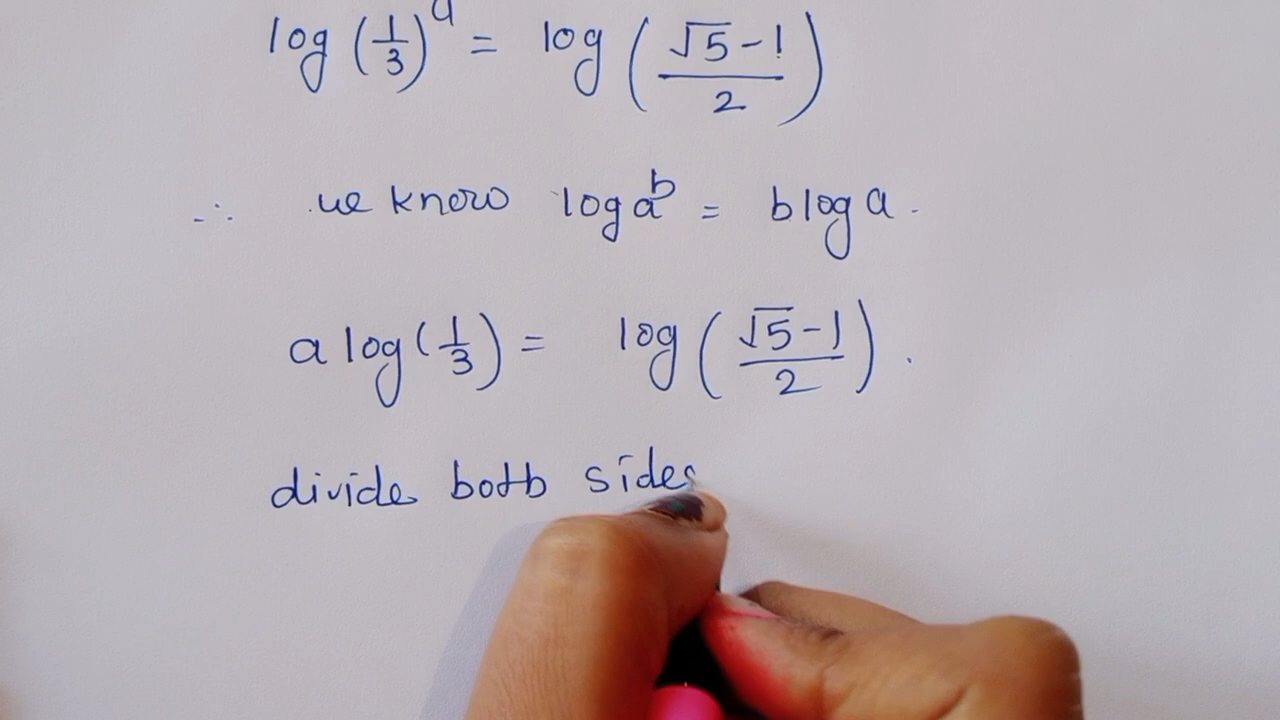 log (1/3)^a = log ((√5-1)/2)
∴ we know log a^b = b log a.
a log (1/3) = log ((√5-1)/2).
divide both sides